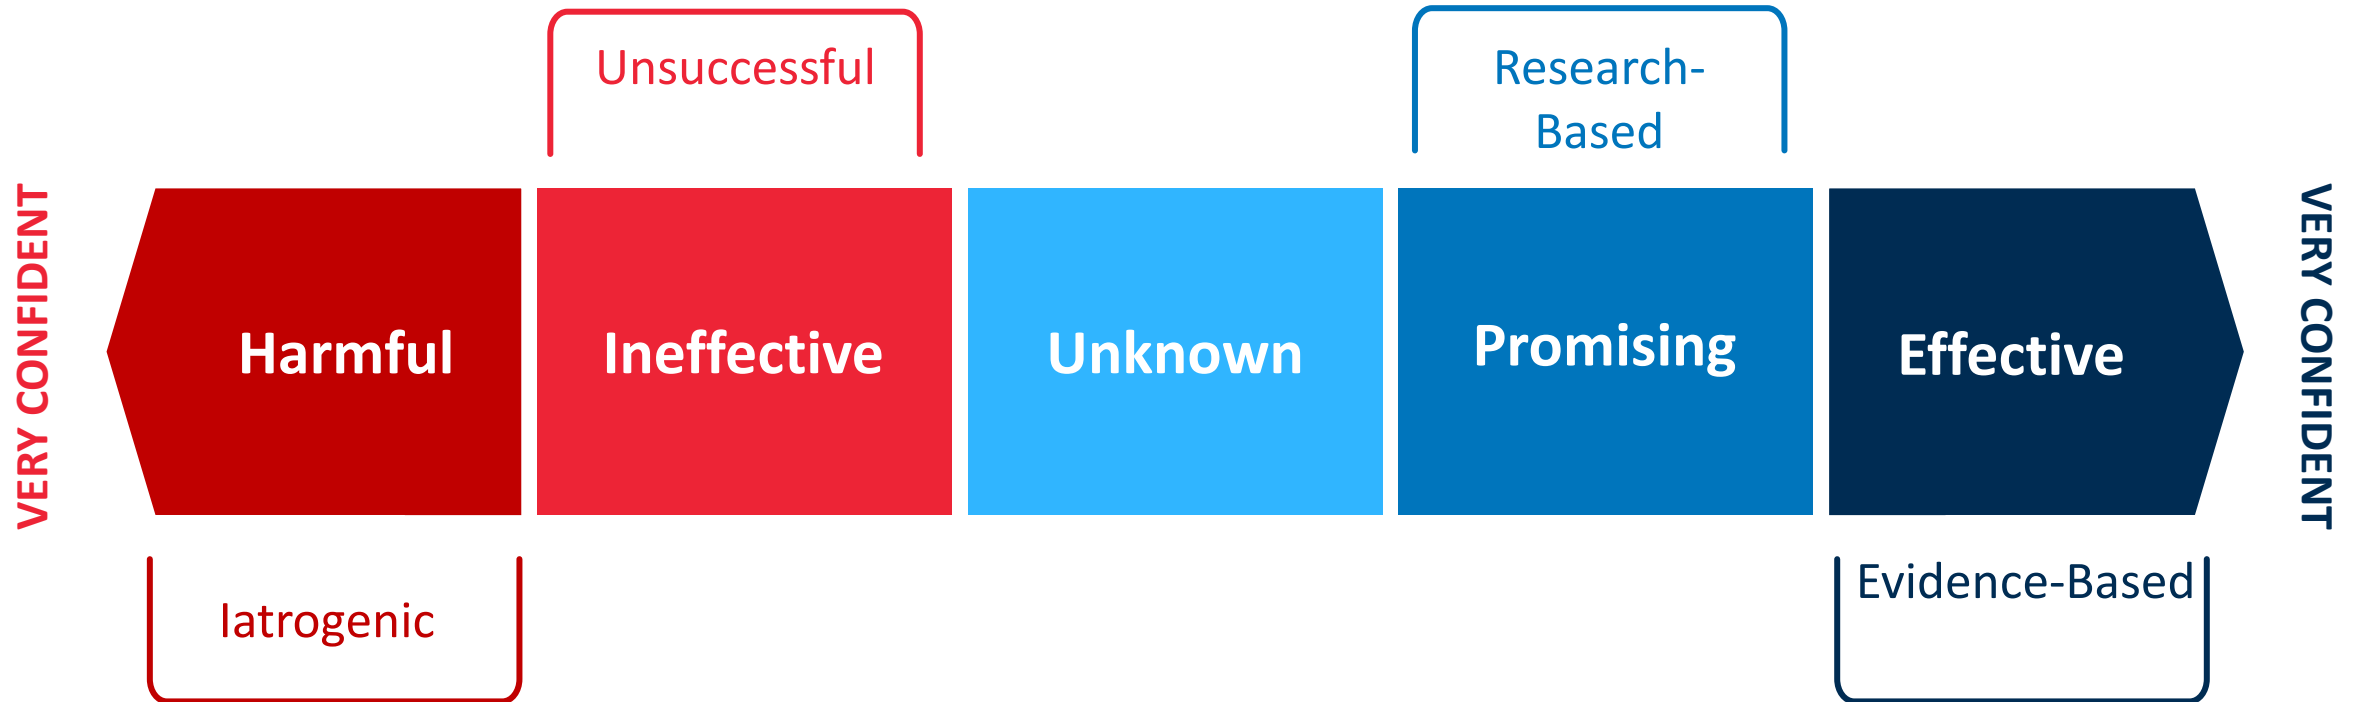 Unsuccessful
Research-
Based
VERY CONFIDENT
Harmful
Ineffective
Unknown
Promising
Effective
VERY CONFIDENT
Iatrogenic
Evidence-Based